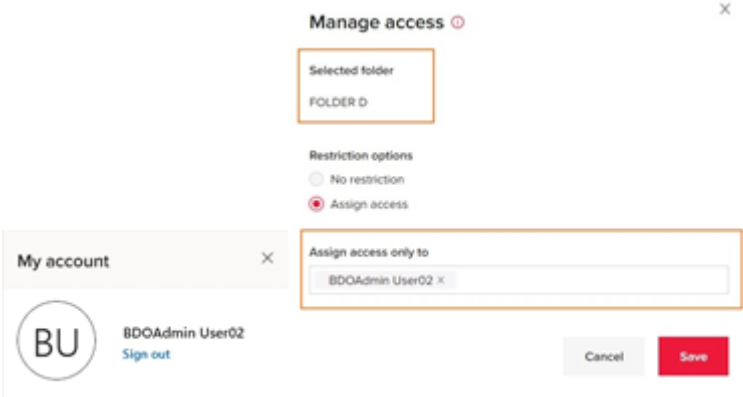 Manage access
Selected folder
FOLDER D
Restriction options
No restriction
Assign access
Assign access only to
BDOAdmin User02 ×
Cancel
Save
My account
BU
BDOAdmin User02
Sign out